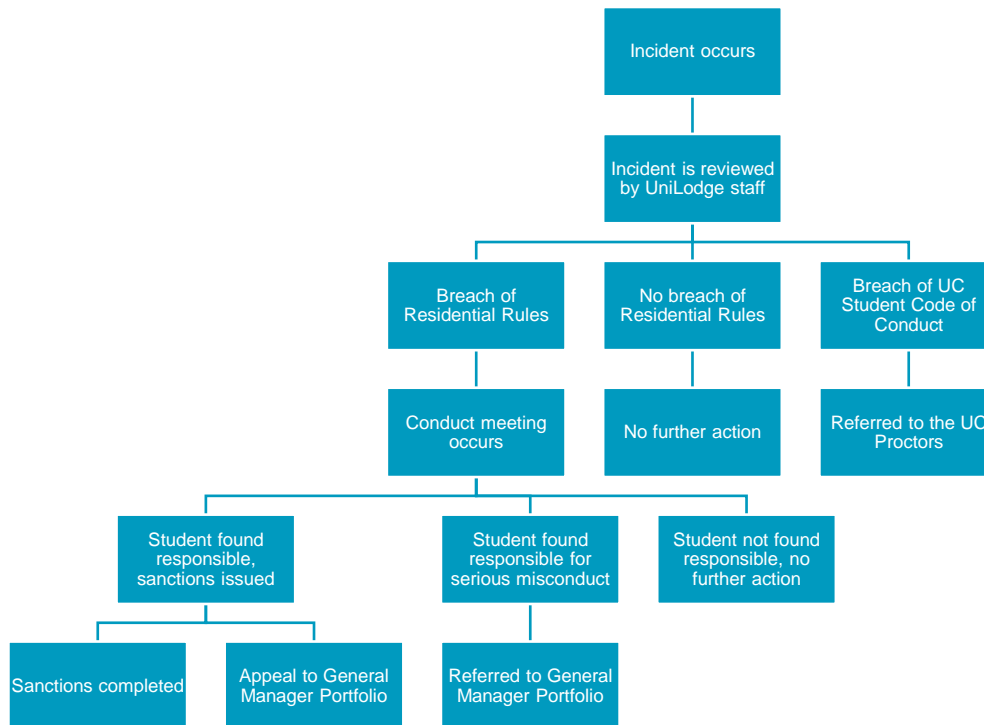 Incident occurs
Incident is reviewed
by UniLodge staff
Breach of
Residential Rules
No breach of
Residential Rules
Breach of UC
Student Code of
Conduct
Conduct meeting
occurs
No further action
Referred to the UC
Proctors
Student found
responsible,
sanctions issued
Student found
responsible for
serious misconduct
Student not found
responsible, no
further action
Sanctions completed
Appeal to General
Manager Portfolio
Referred to General
Manager Portfolio